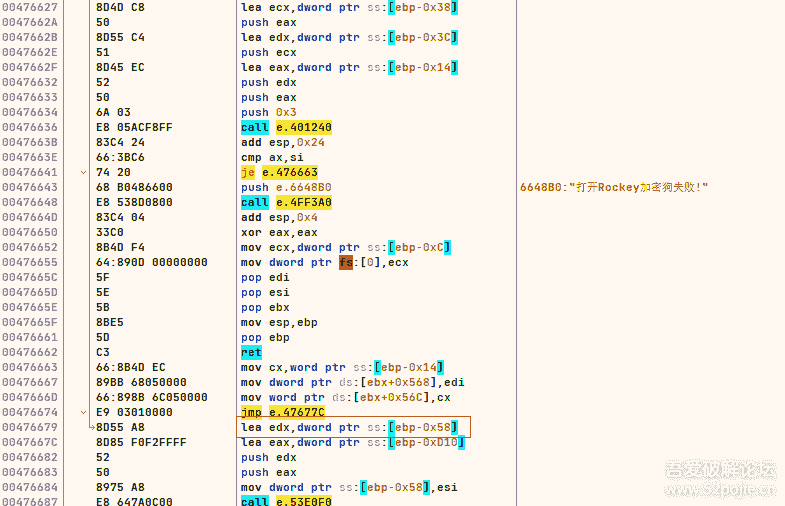 00476627 8D4D C8 lea ecx,dword ptr ss:[ebp-0x38]
0047662A 50 push eax
0047662B 8D55 C4 lea edx,dword ptr ss:[ebp-0x3C]
0047662E 51 push ecx
0047662F 8D45 EC lea eax,dword ptr ss:[ebp-0x14]
00476632 52 push edx
00476633 50 push eax
00476634 6A 03 push 0x3
00476636 E8 05ACF8FF call e.401240
0047663B 83C4 24 add esp,0x24
0047663E 66:3BC6 cmp ax,si
00476641 74 20 je e.476663
00476643 68 B0486600 push e.6648B0 6648B0:"打开Rockey加密狗失败!"
00476648 E8 538D0800 call e.4FF3A0
0047664D 83C4 04 add esp,0x4
00476650 33C0 xor eax,eax
00476652 8B4D F4 mov ecx,dword ptr ss:[ebp-0xC]
00476655 64:890D 00000000 mov dword ptr fs:[0],ecx
0047665C 5F pop edi
0047665D 5E pop esi
0047665E 5B pop ebx
0047665F 8BE5 mov esp,ebp
00476661 5D pop ebp
00476662 C3 ret
00476663 66:8B4D EC mov cx,word ptr ss:[ebp-0x14]
00476667 89BB 68050000 mov dword ptr ds:[ebx+0x568],edi
0047666D 66:898B 6C050000 mov word ptr ds:[ebx+0x56C],cx
00476674 E9 03010000 jmp e.47677C
00476679 8D55 A8 lea edx,dword ptr ss:[ebp-0x58]
0047667C 8D85 F0F2FFFF lea eax,dword ptr ss:[ebp-0xD10]
00476682 52 push edx
00476683 50 push eax
00476684 8975 A8 mov dword ptr ss:[ebp-0x58],esi
00476687 E8 647A0C00 call e.53E0F0
吾爱破解论坛
www.52pojie.cn